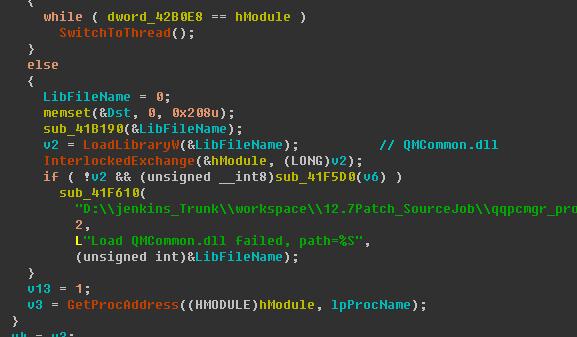 {
while ( dword_42B0E8 == hModule )
SwitchToThread();
}
else
{
LibFileName = 0;
memset(&Dst, 0, 0x208u);
sub_41B190(&LibFileName);
v2 = LoadLibraryW(&LibFileName); // QMCommon.dll
InterlockedExchange(&hModule, (LONG)v2);
if ( !v2 && (unsigned __int8)sub_41F5D0(v6) )
sub_41F610(
"D:\\jenkins_Trunk\\workspace\\12.7Patch_SourceJob\\qqpcmgr_pro
2,
L"Load QMCommon.dll failed, path=%S",
(unsigned int)&LibFileName);
}
v13 = 1;
v3 = GetProcAddress((HMODULE)hModule, lpProcName);
}
v4 = v3;